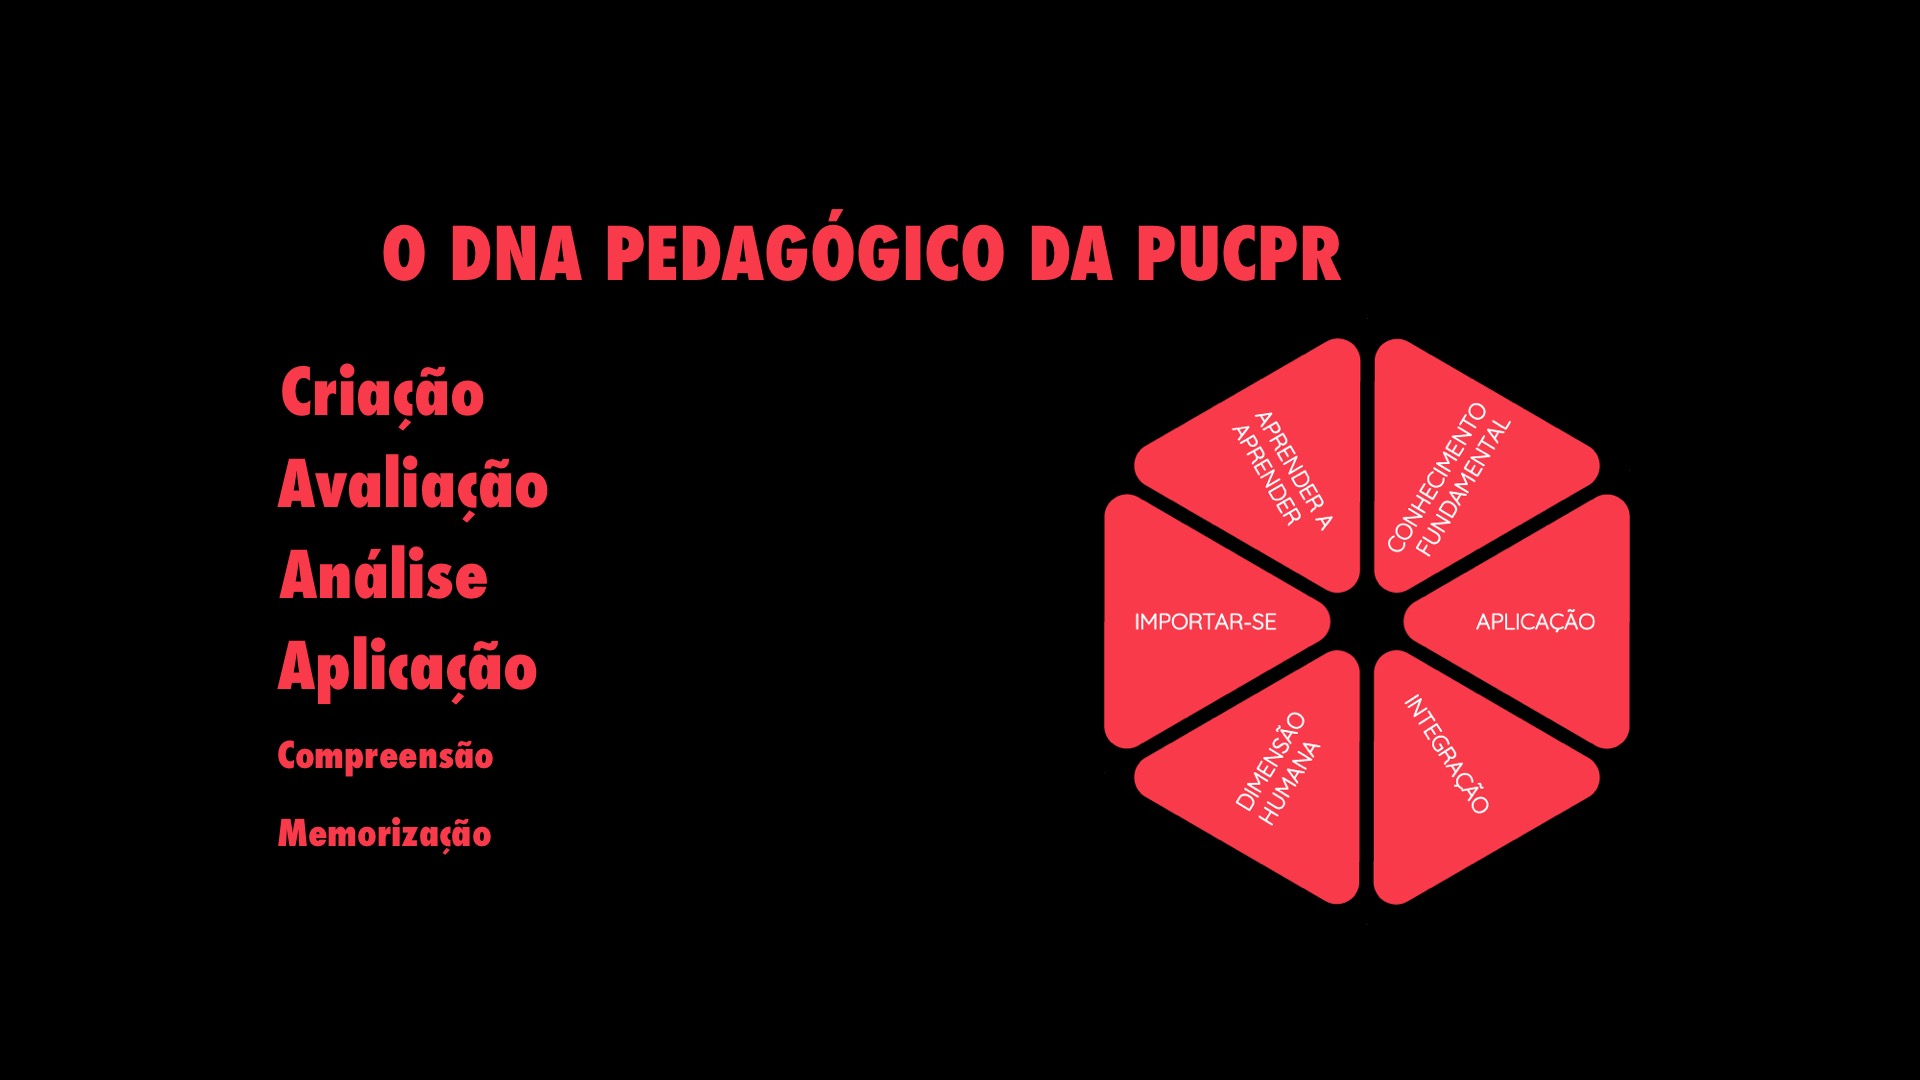 O DNA PEDAGÓGICO DA PUCPR
Criação
Avaliação
Análise
Aplicação
Compreensão
Memorização
APRENDER A
APRENDER
CONHECIMENTO
FUNDAMENTAL
IMPORTAR-SE
APLICAÇÃO
DIMENSÃO
HUMANA
INTEGRAÇÃO